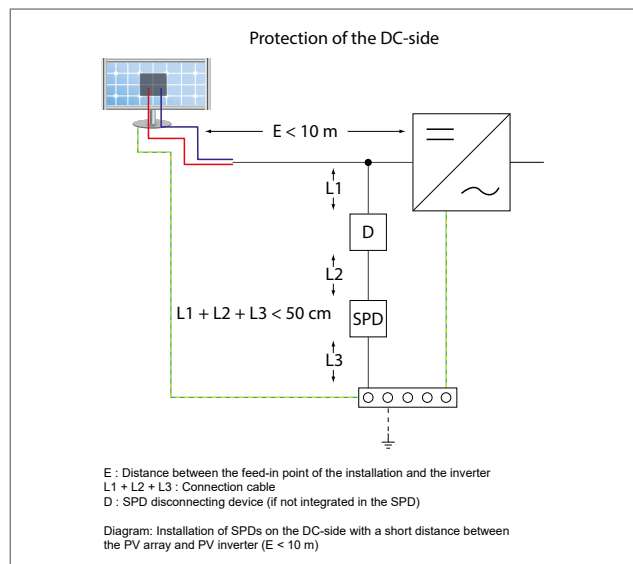 Protection of the DC-side
E < 10 m
L1
D
L2
L1 + L2 + L3 < 50 cm
SPD
L3
E : Distance between the feed-in point of the installation and the inverter
L1 + L2 + L3 : Connection cable
D : SPD disconnecting device (if not integrated in the SPD)
Diagram: Installation of SPDs on the DC-side with a short distance between
the PV array and PV inverter (E < 10 m)